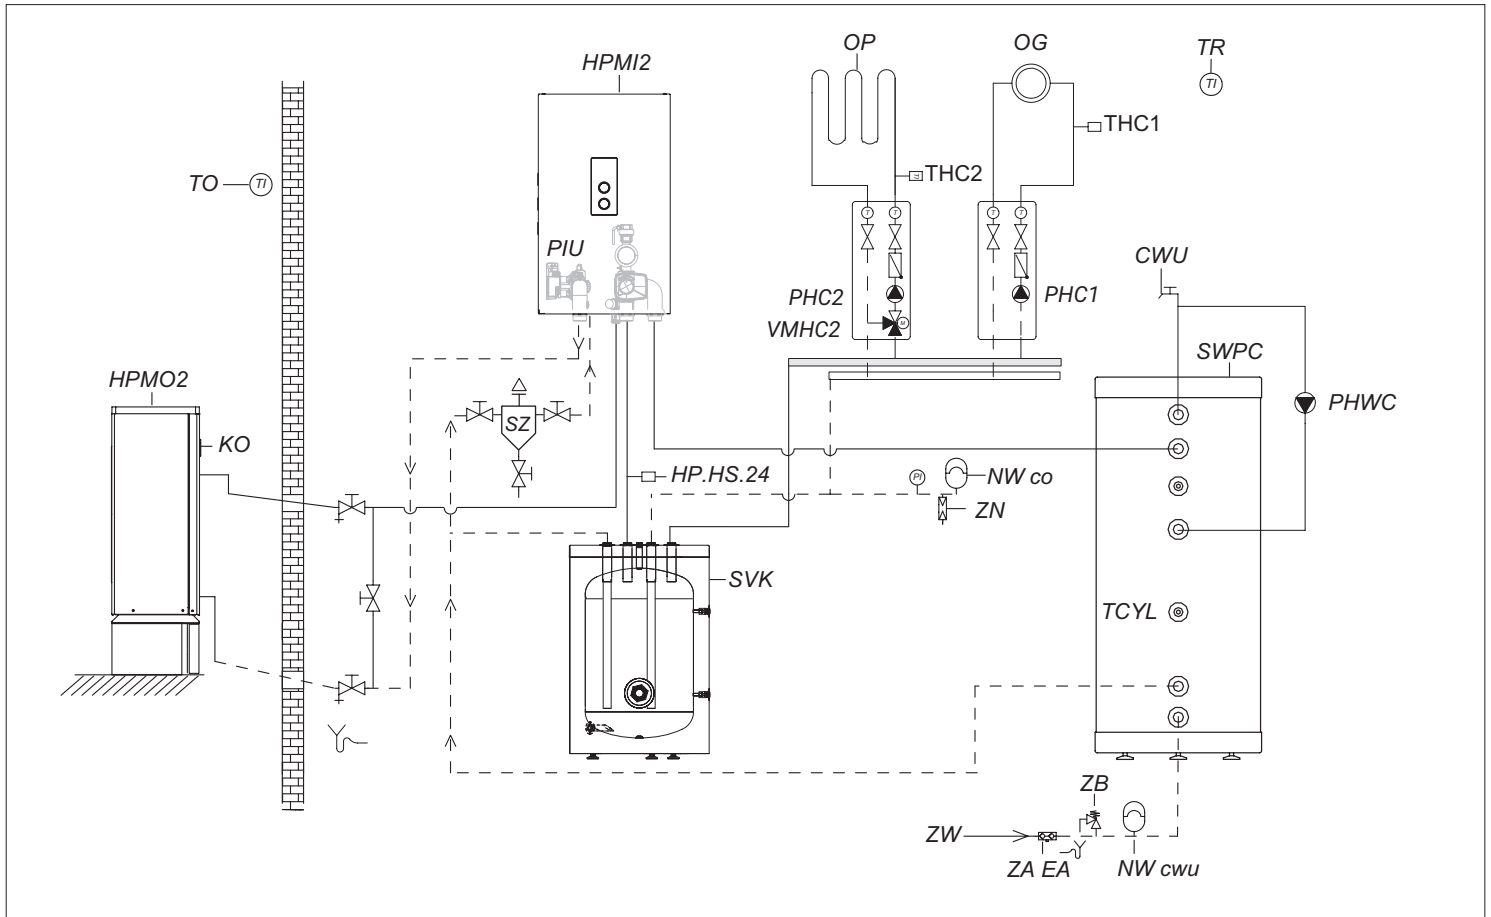 OP
OG
TR
HPMI2
TI
THC1
TO
TI
THC2
TI
T
T
T
T
PIU
CWU
PHC2
PHC1
VMHC2
M
SWPC
HPMO2
PHWC
SZ
KO
HP.HS.24
PI
NW co
ZN
SVK
TCYL
ZB
ZW
ZA EA
NW cwu